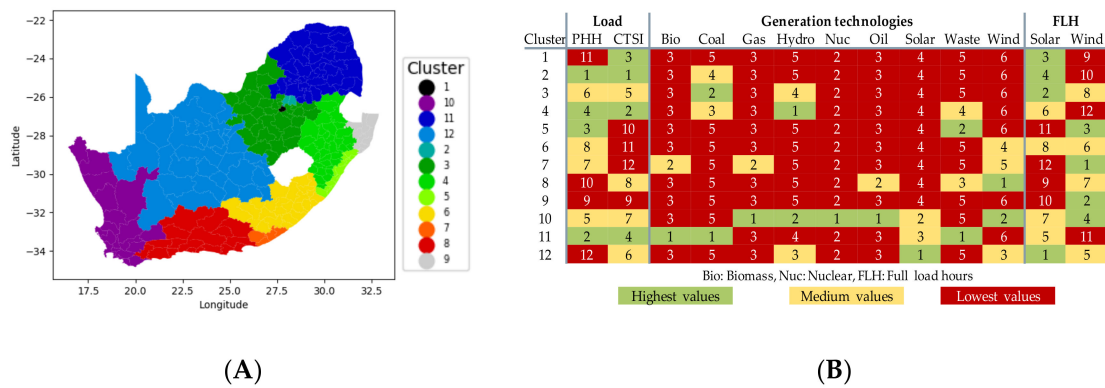 Cluster
1
10
11
12
2
3
4
5
6
7
8
9
−22
−24
−26
−28
−30
−32
−34
Latitude
17.5 20.0 22.5 25.0 27.5 30.0 32.5
Longitude
(A)
Load Generation technologies FLH
Cluster PHH CTSI Bio Coal Gas Hydro Nuc Oil Solar Waste Wind Solar Wind
1 11 3 3 5 3 5 2 3 4 5 6 3 9
2 1 1 3 4 3 5 2 3 4 5 6 4 10
3 6 5 3 2 3 4 2 3 4 5 6 2 8
4 4 2 3 3 3 1 2 3 4 4 6 6 12
5 3 10 3 5 3 5 2 3 4 2 6 11 3
6 8 11 3 5 3 5 2 3 4 5 4 8 6
7 7 12 2 5 2 5 2 3 4 5 5 12 1
8 10 8 3 5 3 5 2 2 4 3 1 9 7
9 9 9 3 5 3 5 2 3 4 5 6 10 2
10 5 7 3 5 1 2 1 1 2 5 2 7 4
11 2 4 1 1 3 4 2 3 3 1 6 5 11
12 12 6 3 5 3 3 2 3 1 5 3 1 5
Bio: Biomass, Nuc: Nuclear, FLH: Full load hours
Highest values Medium values Lowest values
(B)